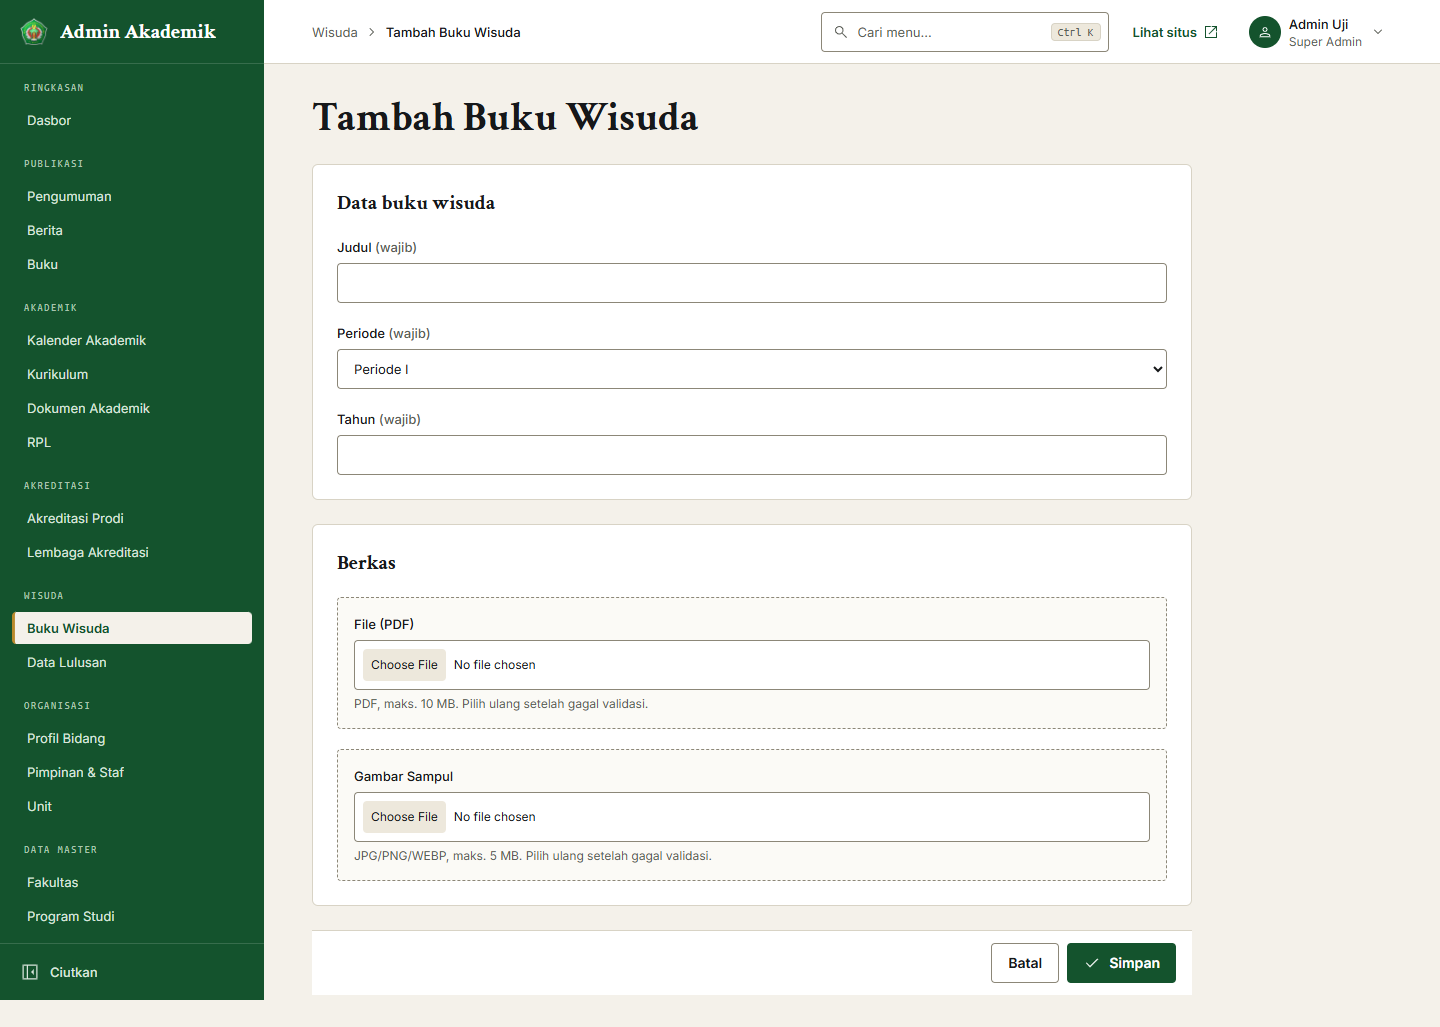 Admin Akademik
RINGKASAN
Dasbor
PUBLIKASI
Pengumuman
Berita
Buku
AKADEMIK
Kalender Akademik
Kurikulum
Dokumen Akademik
RPL
AKREDITASI
Akreditasi Prodi
Lembaga Akreditasi
WISUDA
Buku Wisuda
Data Lulusan
ORGANISASI
Profil Bidang
Pimpinan & Staf
Unit
DATA MASTER
Fakultas
Program Studi
Ciutkan
Wisuda > Tambah Buku Wisuda
Cari menu... Ctrl K
Lihat situs
Admin Uji
Super Admin
Tambah Buku Wisuda
Data buku wisuda
Judul (wajib)
Periode (wajib)
Periode I
Tahun (wajib)
Berkas
File (PDF)
Choose File No file chosen
PDF, maks. 10 MB. Pilih ulang setelah gagal validasi.
Gambar Sampul
Choose File No file chosen
JPG/PNG/WEBP, maks. 5 MB. Pilih ulang setelah gagal validasi.
Batal
Simpan